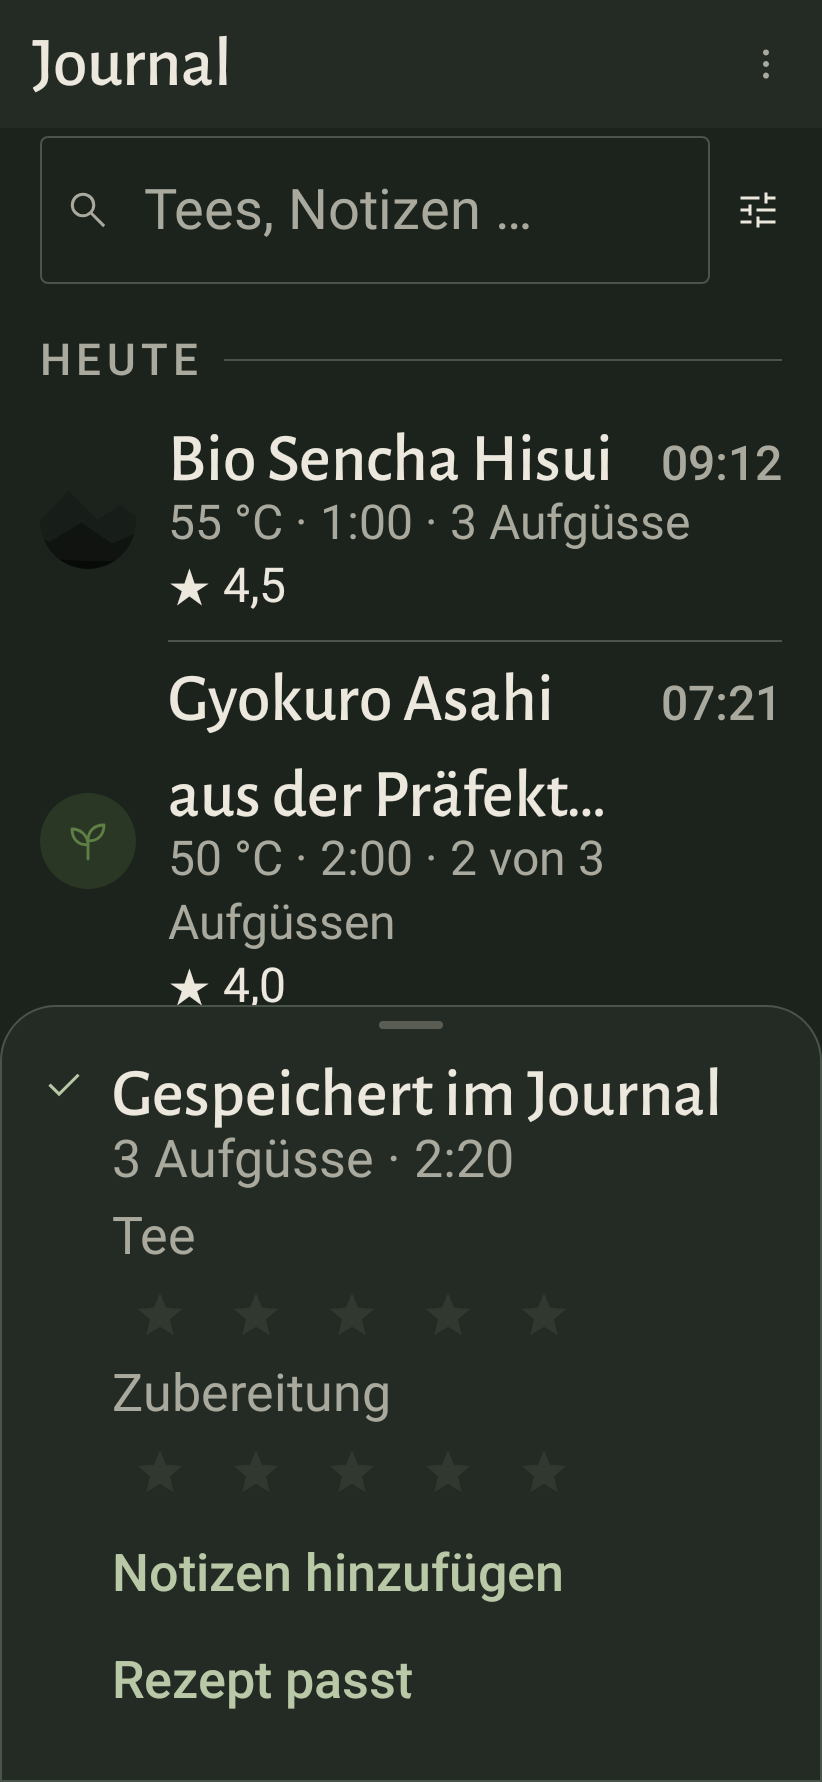 Journal
Tees, Notizen ...
HEUTE
Bio Sencha Hisui 09:12
55 °C · 1:00 · 3 Aufgüsse
★ 4,5
Gyokuro Asahi 07:21
aus der Präfekt...
50 °C · 2:00 · 2 von 3
Aufgüssen
★ 4,0
Gespeichert im Journal
3 Aufgüsse · 2:20
Tee
Zubereitung
Notizen hinzufügen
Rezept passt